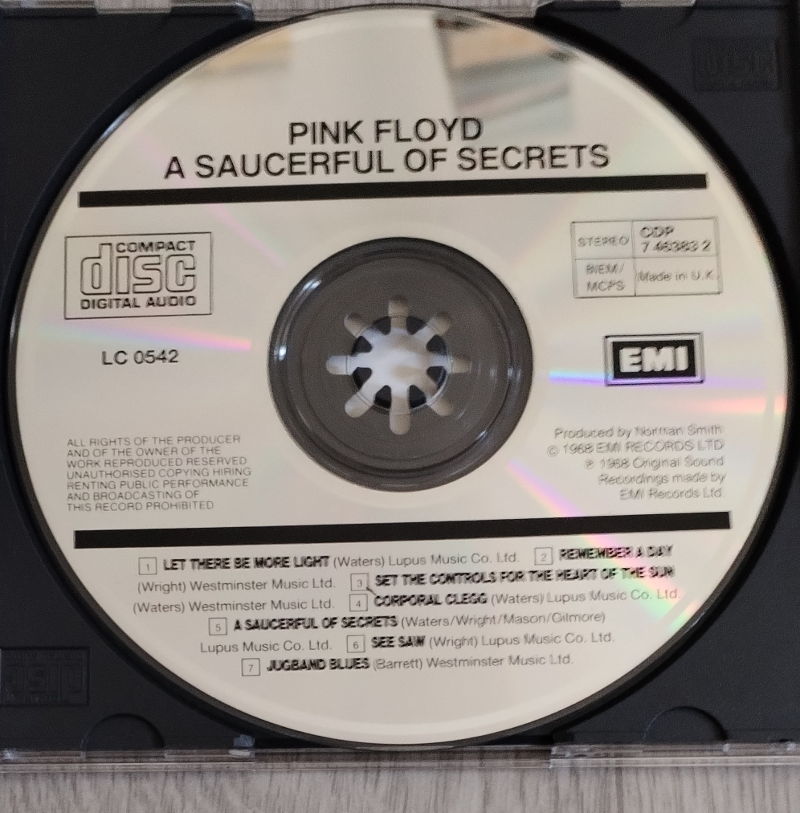 PINK FLOYD
A SAUCERFUL OF SECRETS
COMPACT
disc
DIGITAL AUDIO
STEREO
CDP
7 46383 2
BIEM/
MCPS
Made in U.K.
LC 0542
EMI
ALL RIGHTS OF THE PRODUCER
AND OF THE OWNER OF THE
WORK REPRODUCED RESERVED
UNAUTHORISED COPYING HIRING
RENTING PUBLIC PERFORMANCE
AND BROADCASTING OF
THIS RECORD PROHIBITED
Produced by Norman Smith
© 1968 EMI RECORDS LTD
℗ 1968 Original Sound
Recordings made by
EMI Records Ltd.
1 LET THERE BE MORE LIGHT (Waters) Lupus Music Co. Ltd. 2 REMEMBER A DAY
(Wright) Westminster Music Ltd. 3 SET THE CONTROLS FOR THE HEART OF THE SUN
(Waters) Westminster Music Ltd. 4 CORPORAL CLEGG (Waters) Lupus Music Co. Ltd.
5 A SAUCERFUL OF SECRETS (Waters/Wright/Mason/Gilmore)
Lupus Music Co. Ltd. 6 SEE SAW (Wright) Lupus Music Co. Ltd.
7 JUGBAND BLUES (Barrett) Westminster Music Ltd.